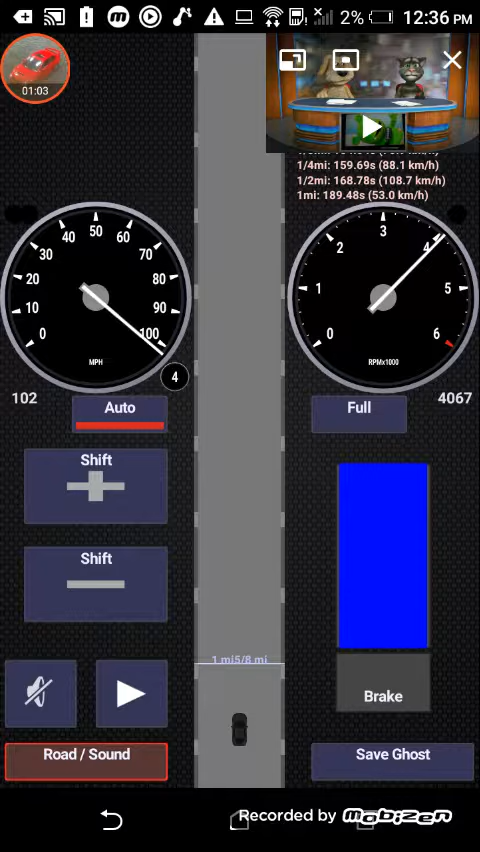 2% 12:36 PM
01:03
1/4mi: 159.69s (88.1 km/h)
1/2mi: 168.78s (108.7 km/h)
1mi: 189.48s (53.0 km/h)
0 10 20 30 40 50 60 70 80 90 100
MPH
4
0 1 2 3 4 5 6
RPMx1000
102
Auto
Full
4067
Shift
Shift
1 mi5/8 mi
Brake
Road / Sound
Save Ghost
Recorded by Mobizen